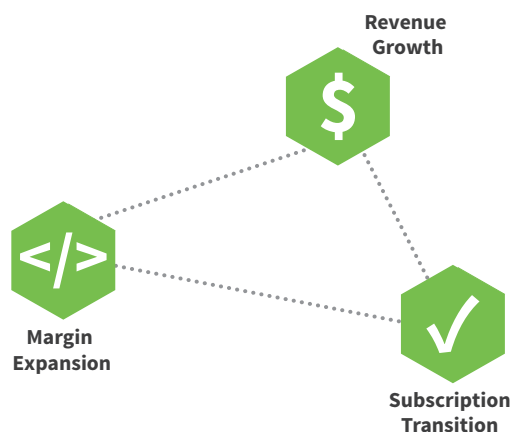 Revenue
Growth
$
</>
Margin
Expansion
Subscription
Transition